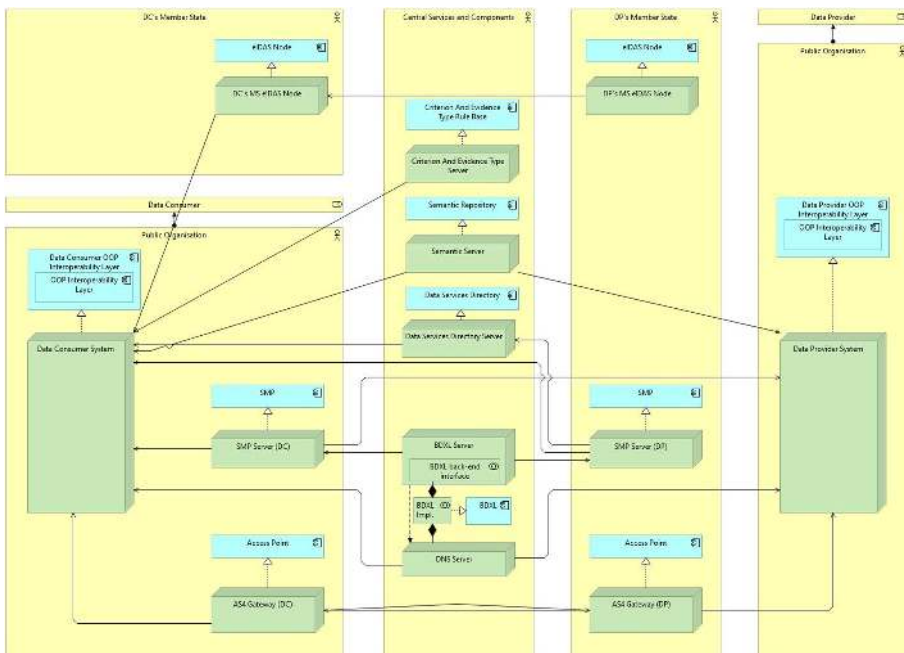 DC's Member State
Central Services and Components
DP's Member State
Data Provider
eIDAS Node
eIDAS Node
Public Organisation
DC's MS eIDAS Node
DP's MS eIDAS Node
Criterion And Evidence
Type Rule Base
Criterion And Evidence Type
Server
Data Consumer
Semantic Repository
Data Provider OOP
Interoperability Layer
OOP Interoperability
Layer
Public Organisation
Data Consumer OOP
Interoperability Layer
OOP Interoperability
Layer
Semantic Server
Data Services Directory
Data Consumer System
Data Services Directory Server
Data Provider System
SMP
SMP
SMP Server (DC)
BDXL Server
SMP Server (DP)
BDXL back-end
interface
BDXL
Impl.
BDXL
DNS Server
Access Point
Access Point
AS4 Gateway (DC)
AS4 Gateway (DP)